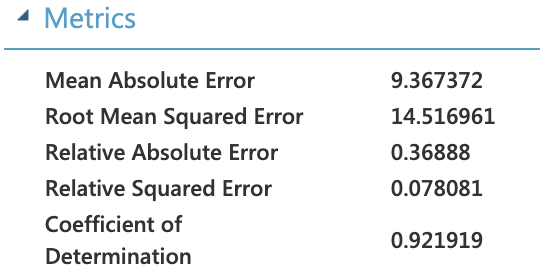 Metrics
Mean Absolute Error 9.367372
Root Mean Squared Error 14.516961
Relative Absolute Error 0.36888
Relative Squared Error 0.078081
Coefficient of
Determination 0.921919